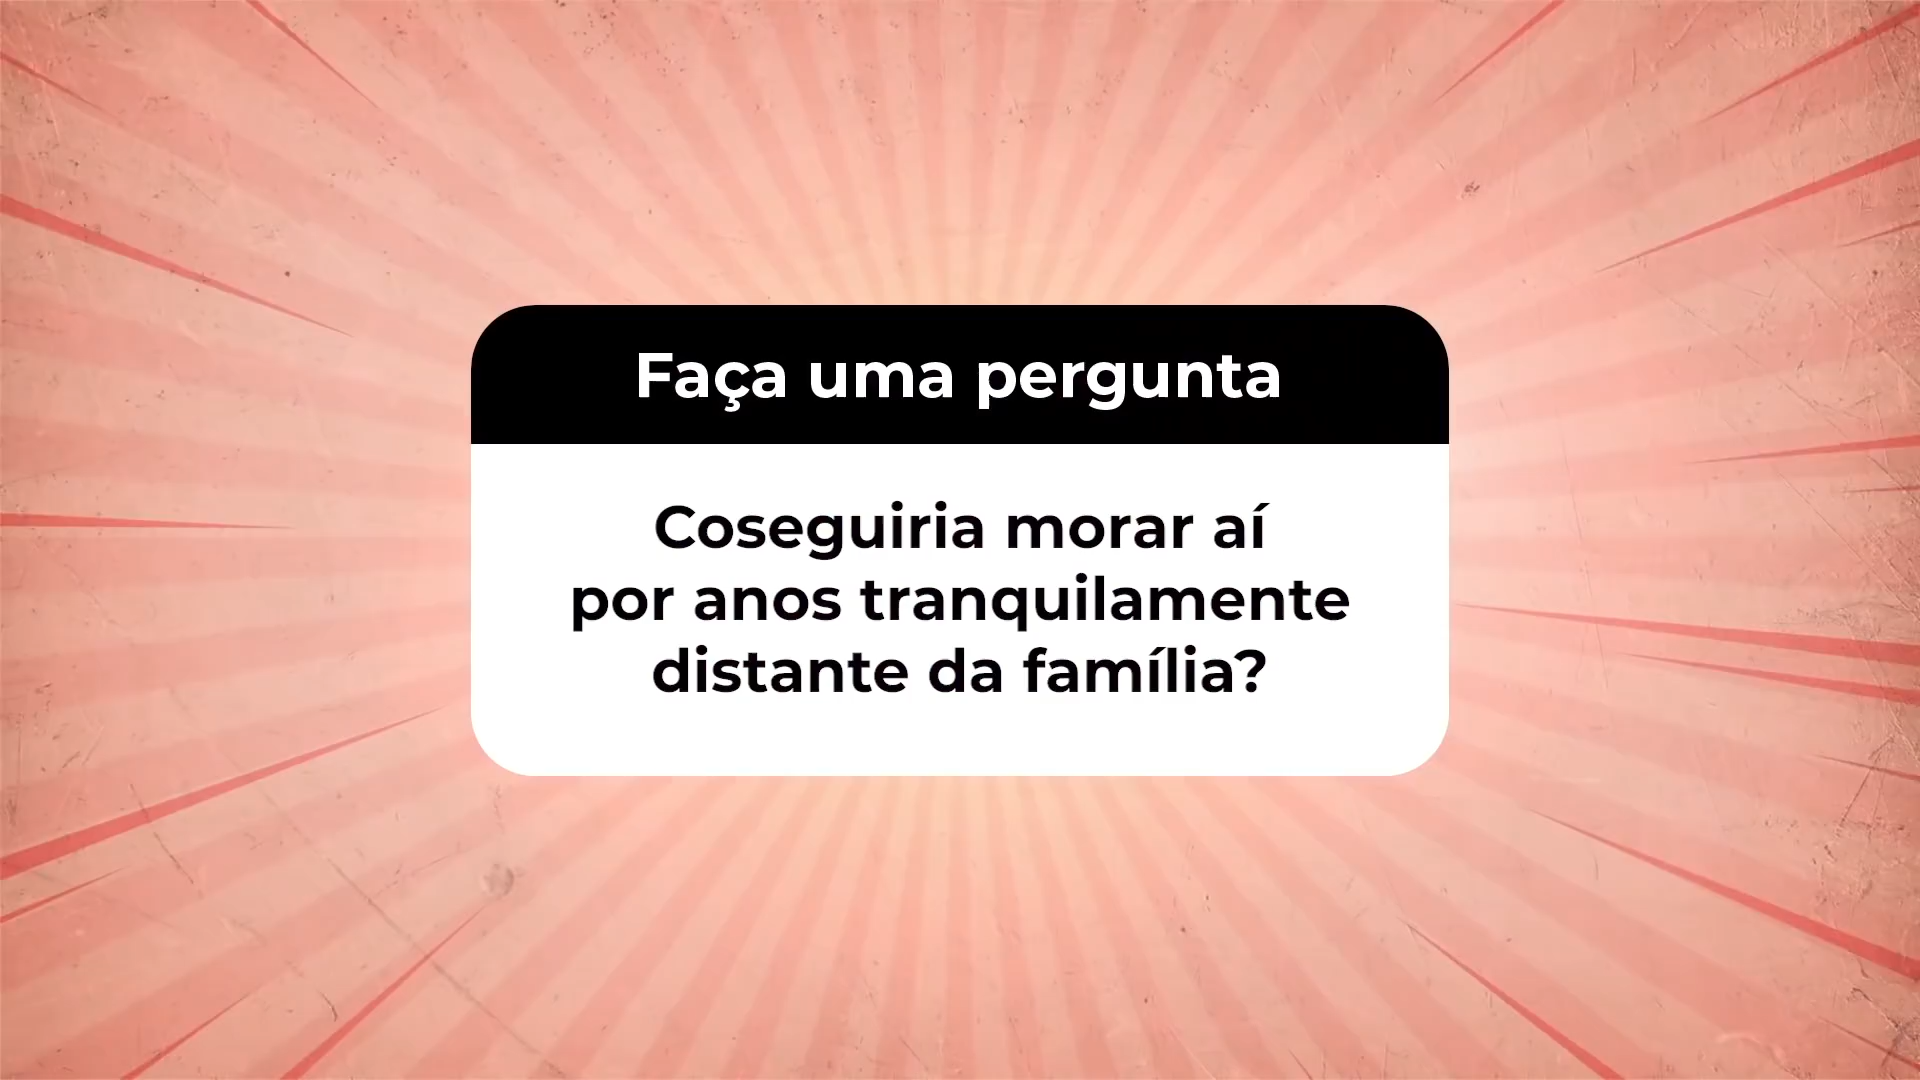 Faça uma pergunta
Coseguiria morar aí
por anos tranquilamente
distante da família?